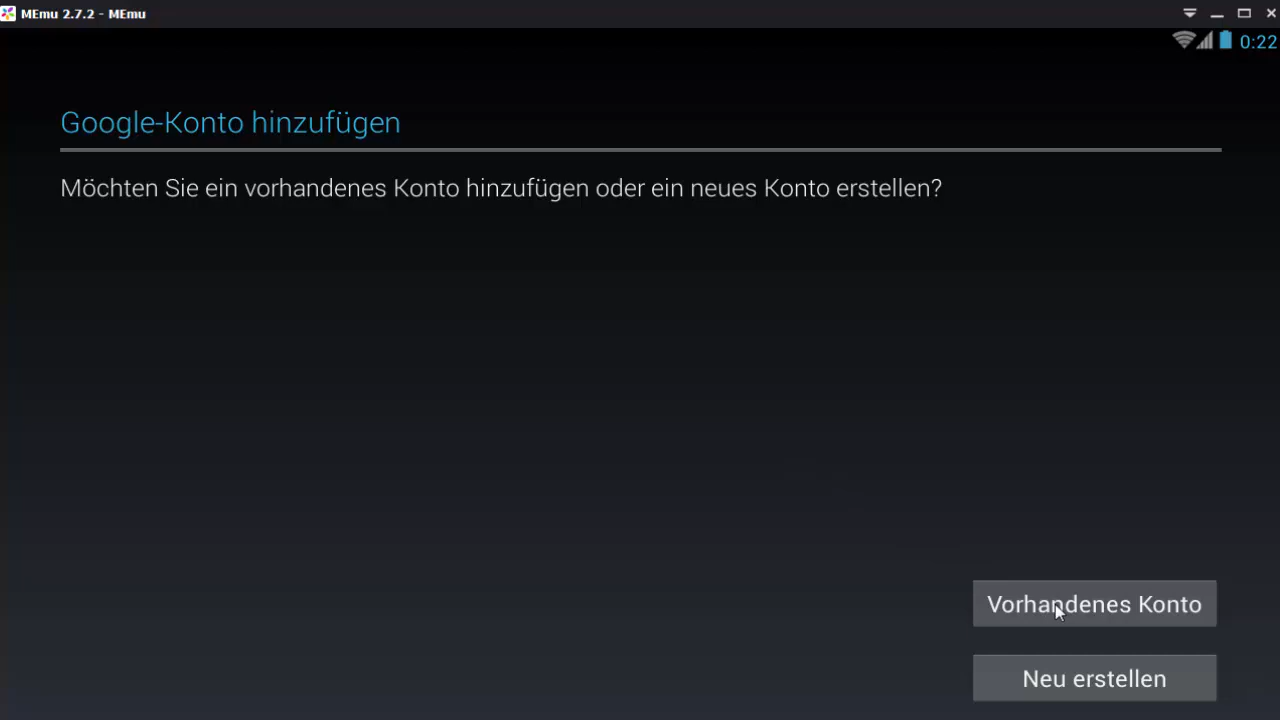 MEmu 2.7.2 - MEmu
0:22
Google-Konto hinzufügen
Möchten Sie ein vorhandenes Konto hinzufügen oder ein neues Konto erstellen?
Vorhandenes Konto
Neu erstellen